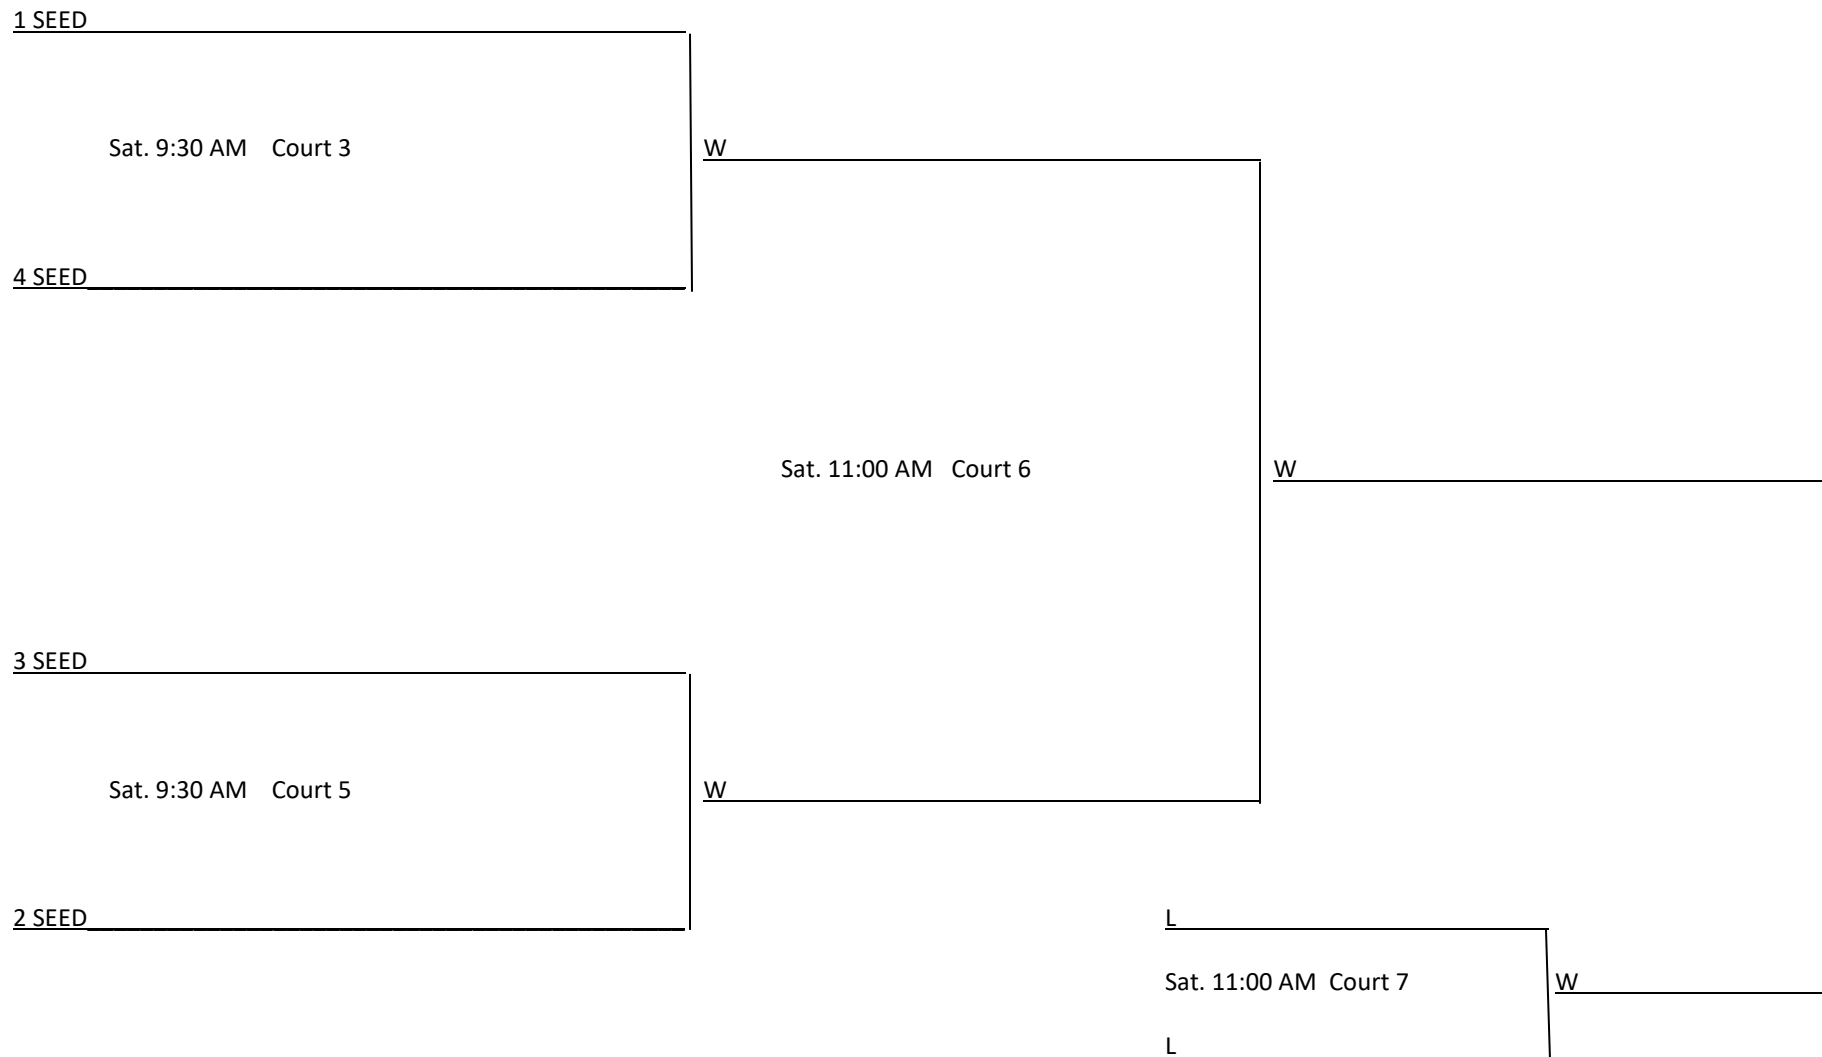 1 SEED
Sat. 9:30 AM Court 3
W
4 SEED
Sat. 11:00 AM Court 6
W
3 SEED
Sat. 9:30 AM Court 5
W
2 SEED
L
Sat. 11:00 AM Court 7
W
L